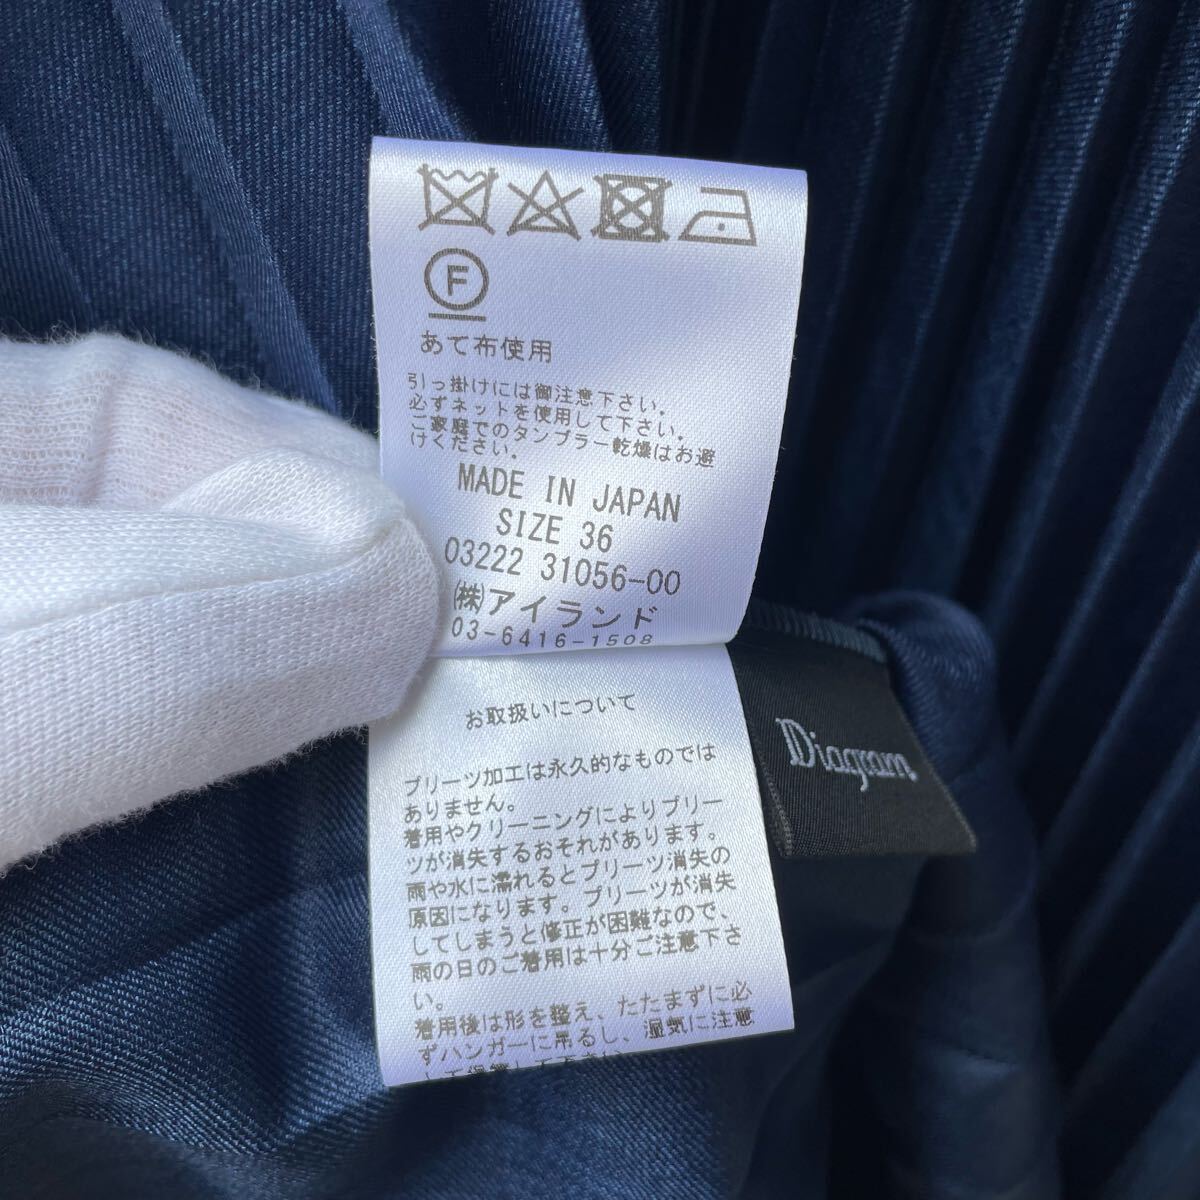 F
あて布使用
引っ掛けには御注意下さい。
必ずネットを使用して下さい。
ご家庭でのタンブラー乾燥はお避
けください。
MADE IN JAPAN
SIZE 36
03222 31056-00
㈱アイランド
03-6416-1508
お取扱いについて
プリーツ加工は永久的なものでは
ありません。
着用やクリーニングによりプリー
ツが消失するおそれがあります。
雨や水に濡れるとプリーツ消失の
原因になります。プリーツが消失
してしまうと修正が困難なので、
雨の日のご着用は十分ご注意下さ
い。
着用後は形を整え、たたまずに必
ずハンガーに吊るし、湿気に注意
して保管して下さい。
Diagram